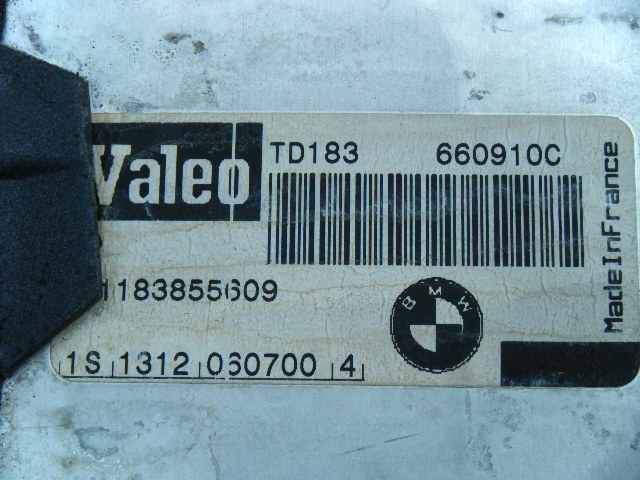 Valeo
TD183 660910C
1183855609
1S 1312 060700 4
BMW
MadeInFrance